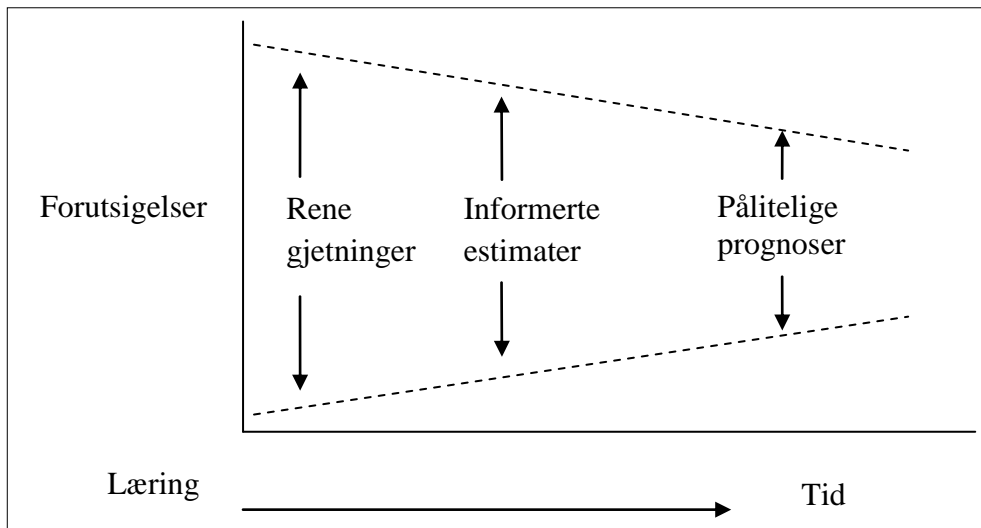 Forutsigelser
Rene
gjetninger
Informerte
estimater
Pålitelige
prognoser
Læring
Tid